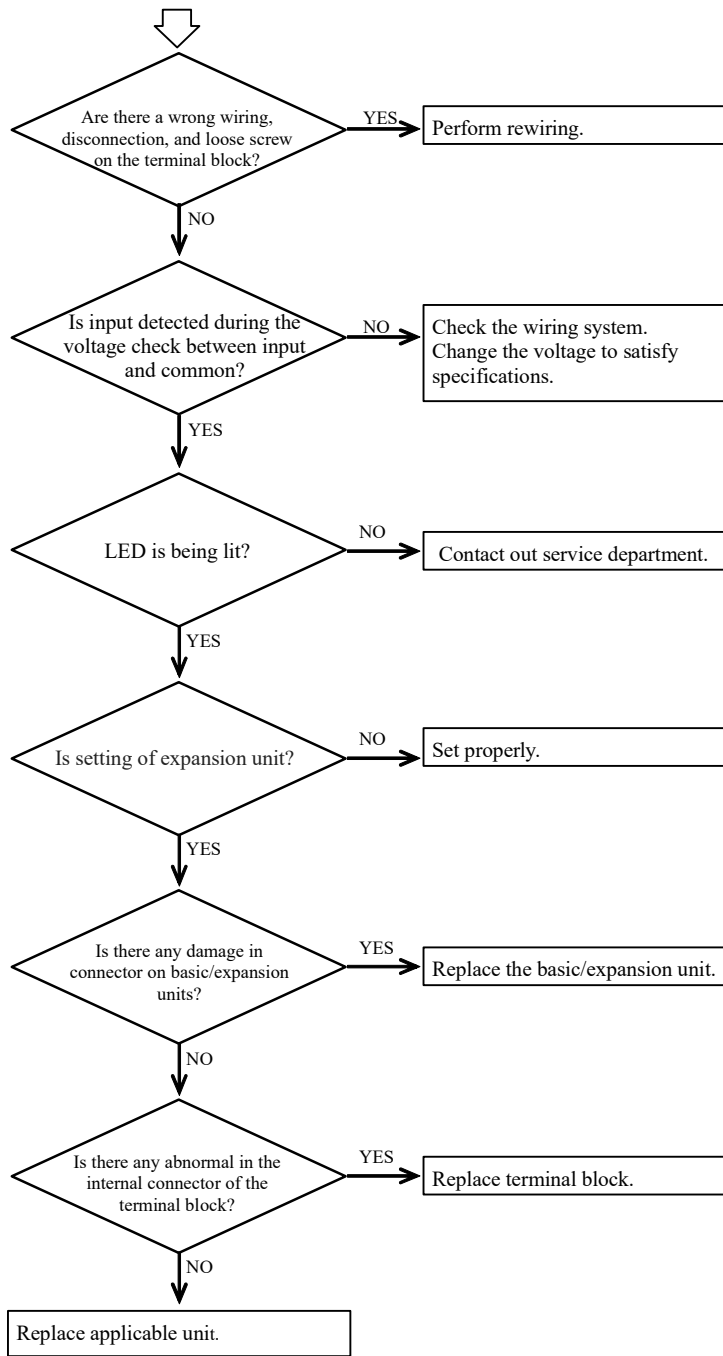 Are there a wrong wiring,
disconnection, and loose screw
on the terminal block?
YES
Perform rewiring.
NO
Is input detected during the
voltage check between input
and common?
NO
Check the wiring system.
Change the voltage to satisfy
specifications.
YES
LED is being lit?
NO
Contact out service department.
YES
Is setting of expansion unit?
NO
Set properly.
YES
Is there any damage in
connector on basic/expansion
units?
YES
Replace the basic/expansion unit.
NO
Is there any abnormal in the
internal connector of the
terminal block?
YES
Replace terminal block.
NO
Replace applicable unit.